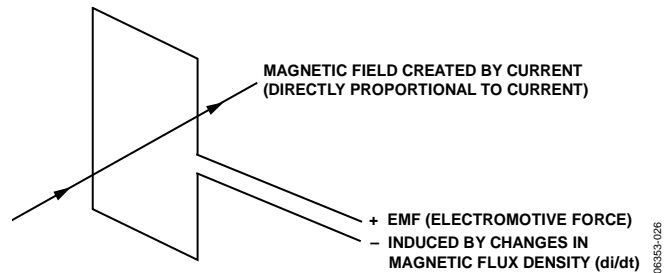 MAGNETIC FIELD CREATED BY CURRENT
(DIRECTLY PROPORTIONAL TO CURRENT)
+ EMF (ELECTROMOTIVE FORCE)
– INDUCED BY CHANGES IN
MAGNETIC FLUX DENSITY (di/dt)
06353-026